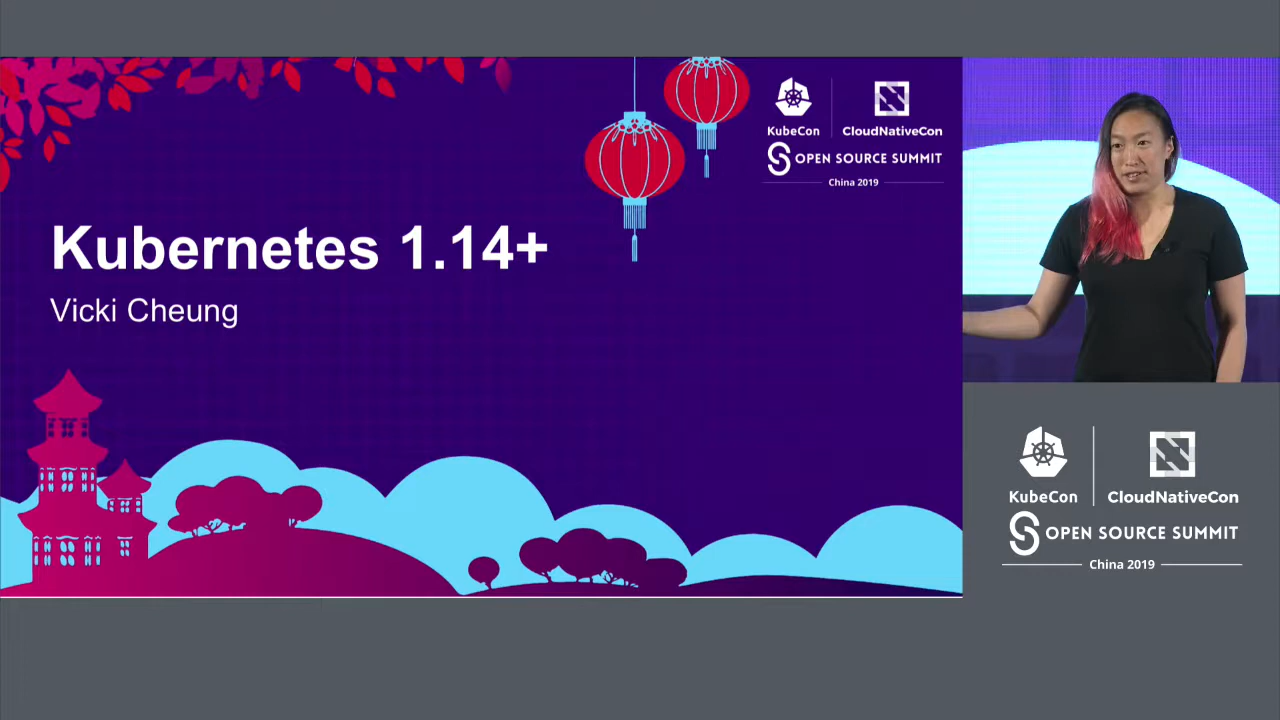 KubeCon
CloudNativeCon
OPEN SOURCE SUMMIT
China 2019
Kubernetes 1.14+
Vicki Cheung
KubeCon
CloudNativeCon
OPEN SOURCE SUMMIT
China 2019